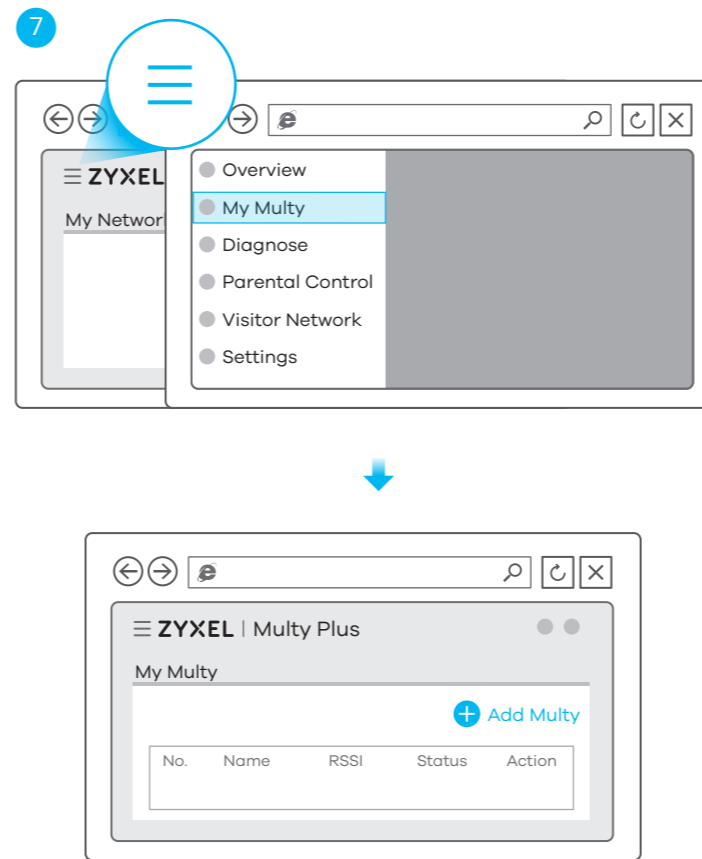 7
ZYXEL
My Networ
Overview
My Multy
Diagnose
Parental Control
Visitor Network
Settings
ZYXEL | Multy Plus
My Multy
Add Multy
No. Name RSSI Status Action